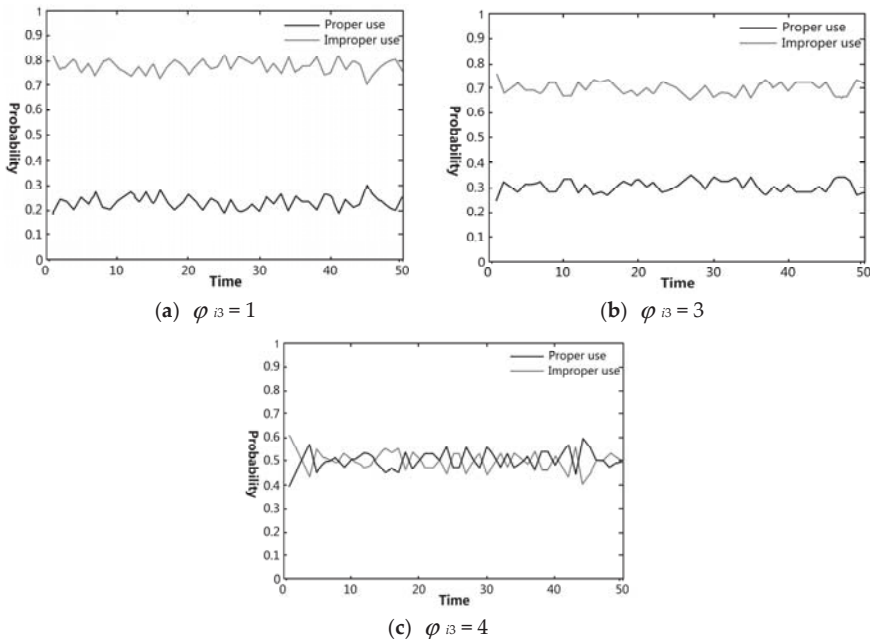 1
0.9
0.8
0.7
0.6
0.5
0.4
0.3
0.2
0.1
0
Probability
Proper use
Improper use
0 10 20 30 40 50
Time
(a) φ i3 = 1
1
0.9
0.8
0.7
0.6
0.5
0.4
0.3
0.2
0.1
0
Probability
Proper use
Improper use
0 10 20 30 40 50
Time
(b) φ i3 = 3
1
0.9
0.8
0.7
0.6
0.5
0.4
0.3
0.2
0.1
0
Probability
Proper use
Improper use
0 10 20 30 40 50
Time
(c) φ i3 = 4